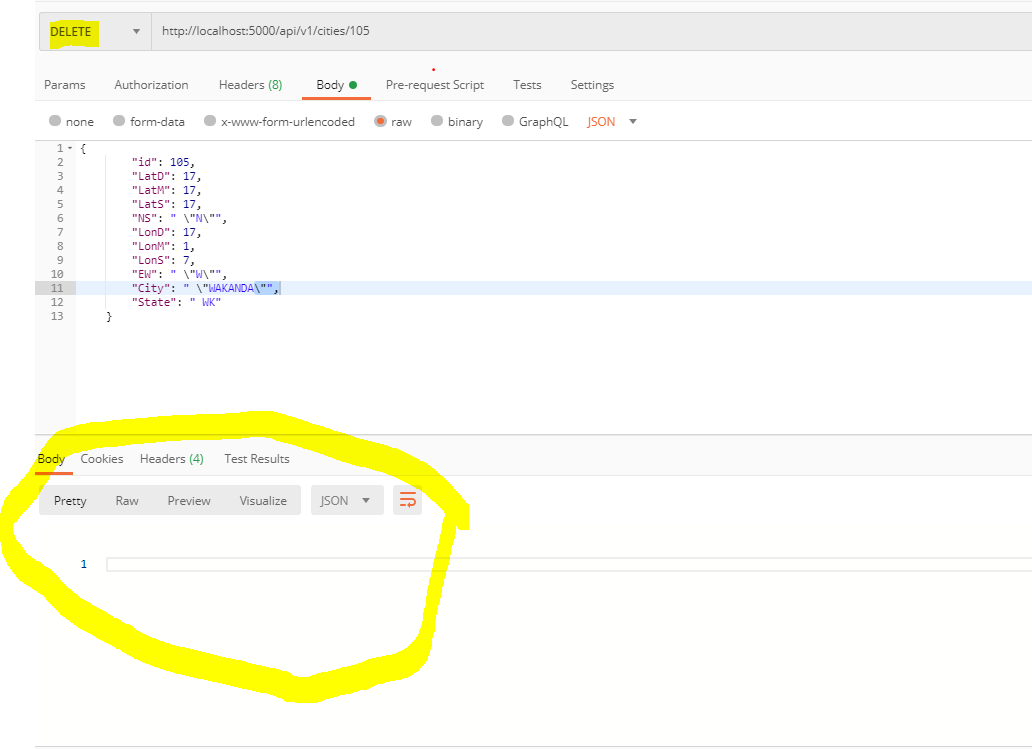 DELETE http://localhost:5000/api/v1/cities/105
Params Authorization Headers (8) Body Pre-request Script Tests Settings
none form-data x-www-form-urlencoded raw binary GraphQL JSON
1 {
2 "id": 105,
3 "LatD": 17,
4 "LatM": 17,
5 "LatS": 17,
6 "NS": " \"N\"",
7 "LonD": 17,
8 "LonM": 1,
9 "LonS": 7,
10 "EW": " \"W\"",
11 "City": " \"WAKANDA\"",
12 "State": " WK"
13 }
Body Cookies Headers (4) Test Results
Pretty Raw Preview Visualize JSON
1